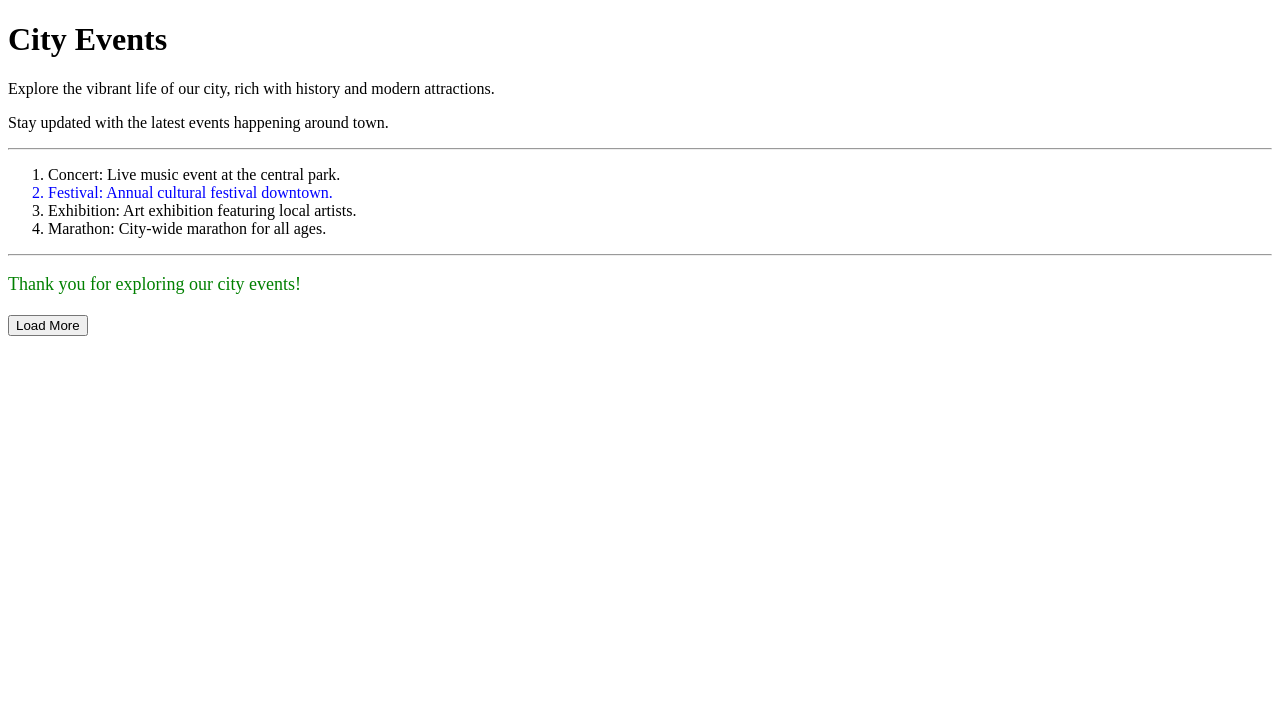 City Events
Explore the vibrant life of our city, rich with history and modern attractions.
Stay updated with the latest events happening around town.
1. Concert: Live music event at the central park.
2. Festival: Annual cultural festival downtown.
3. Exhibition: Art exhibition featuring local artists.
4. Marathon: City-wide marathon for all ages.
Thank you for exploring our city events!
Load More